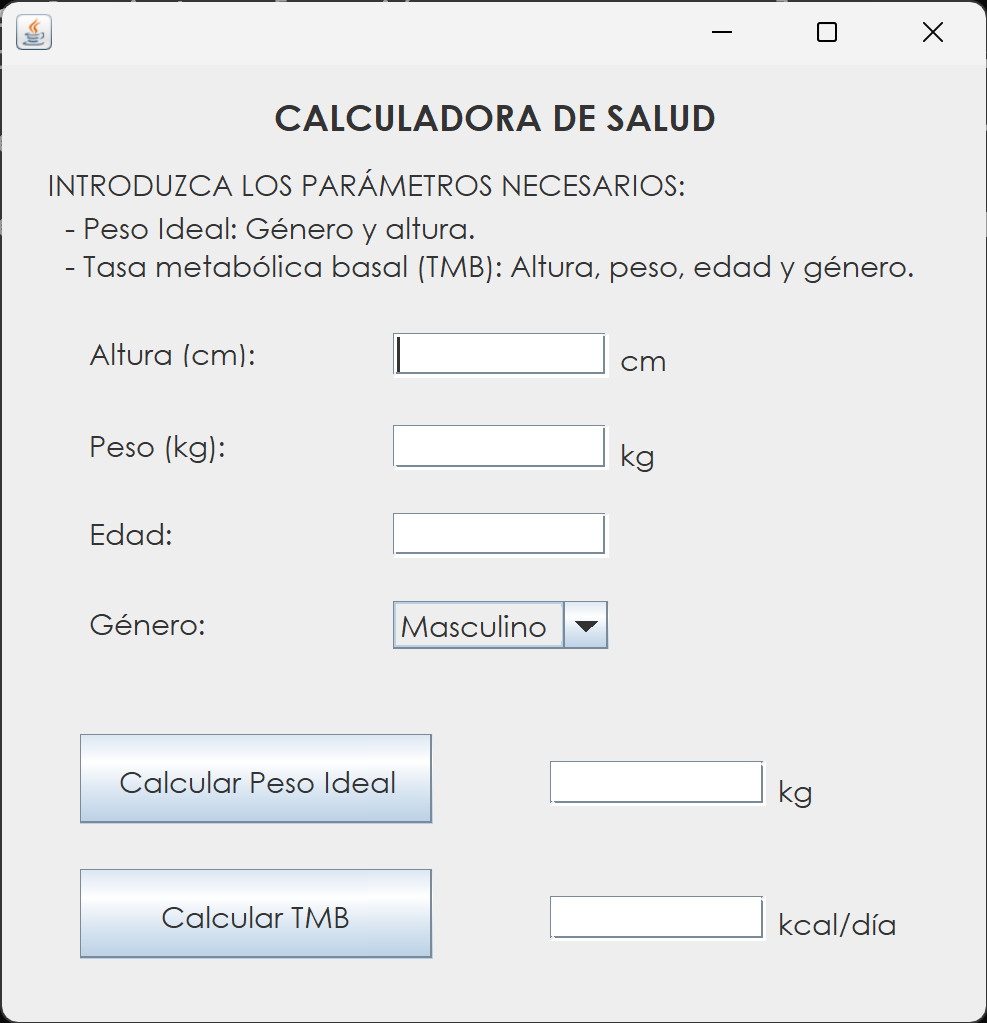 CALCULADORA DE SALUD
INTRODUZCA LOS PARÁMETROS NECESARIOS:
- Peso Ideal: Género y altura.
- Tasa metabólica basal (TMB): Altura, peso, edad y género.
Altura (cm): cm
Peso (kg): kg
Edad:
Género: Masculino
Calcular Peso Ideal kg
Calcular TMB kcal/día